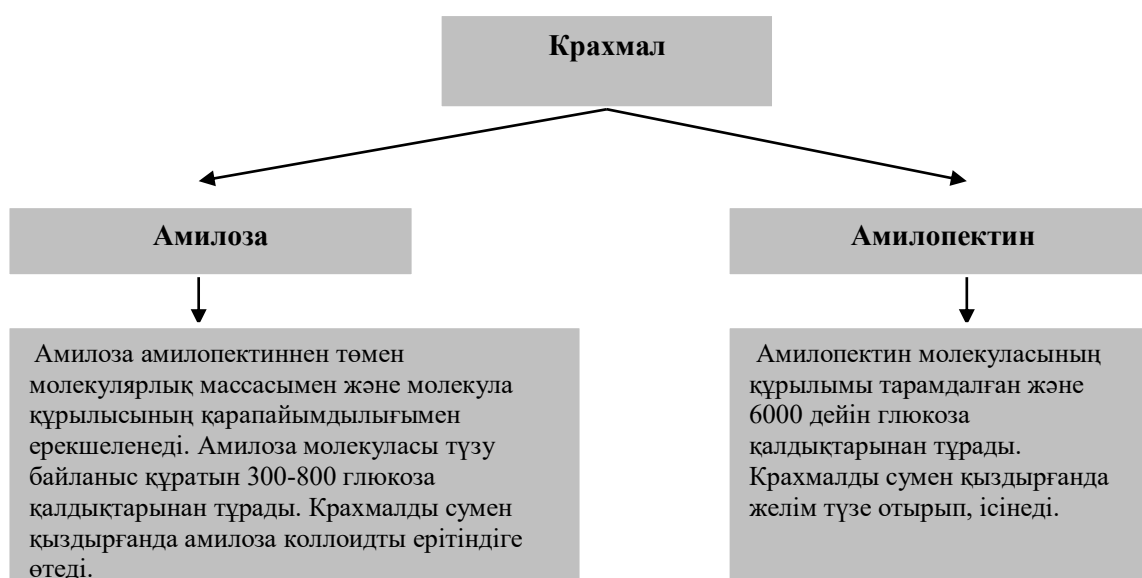 Крахмал
Амилоза
Амилопектин
Амилоза амилопектиннен төмен
молекулярлық массасымен және молекула
құрылысының қарапайымдылығымен
ерекшеленеді. Амилоза молекуласы түзу
байланыс құратын 300-800 глюкоза
қалдықтарынан тұрады. Крахмалды сумен
қыздырғанда амилоза коллоидты ерітіндіге
өтеді.
Амилопектин молекуласының
құрылымы тарамдалған және
6000 дейін глюкоза
қалдықтарынан тұрады.
Крахмалды сумен қыздырғанда
желім түзе отырып, ісінеді.